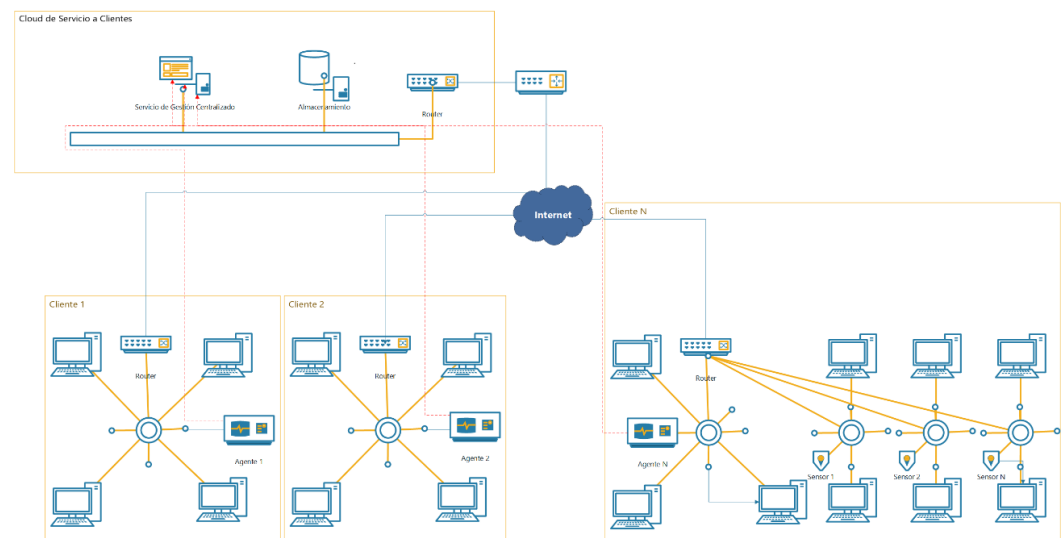 Cloud de Servicio a Clientes
Servicio de Gestión Centralizado
Almacenamiento
Router
Internet
Cliente N
Cliente 1
Cliente 2
Router
Router
Router
Agente 1
Agente 2
Agente N
Sensor 1
Sensor 2
Sensor N